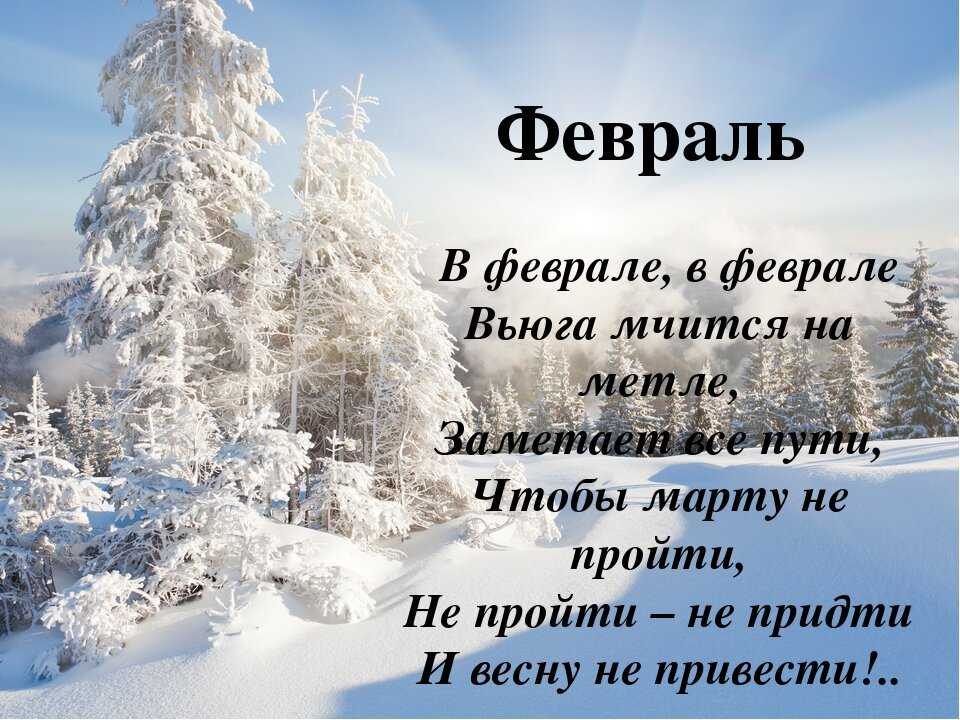 Февраль
В феврале, в феврале
Вьюга мчится на
метле,
Заметает все пути,
Чтобы марту не
пройти,
Не пройти – не придти
И весну не привести!..